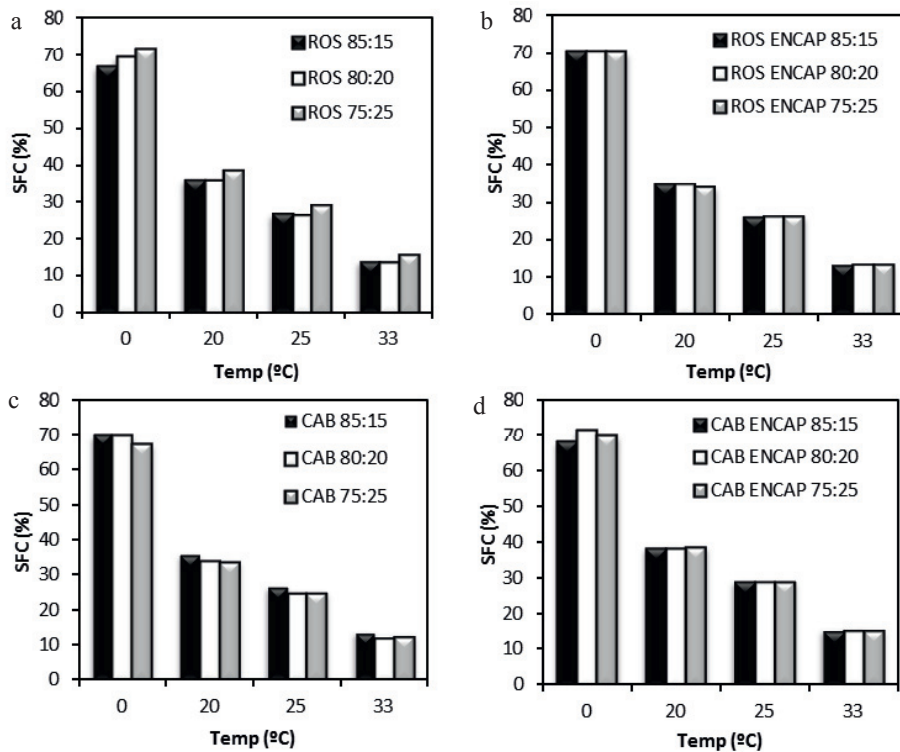 a
80
70
60
50
40
30
20
10
0
SFC (%)
ROS 85:15
ROS 80:20
ROS 75:25
0 20 25 33
Temp (ºC)
b
80
70
60
50
40
30
20
10
0
SFC (%)
ROS ENCAP 85:15
ROS ENCAP 80:20
ROS ENCAP 75:25
0 20 25 33
Temp (ºC)
c
80
70
60
50
40
30
20
10
0
SFC (%)
CAB 85:15
CAB 80:20
CAB 75:25
0 20 25 33
Temp (ºC)
d
80
70
60
50
40
30
20
10
0
SFC (%)
CAB ENCAP 85:15
CAB ENCAP 80:20
CAB ENCAP 75:25
0 20 25 33
Temp (ºC)